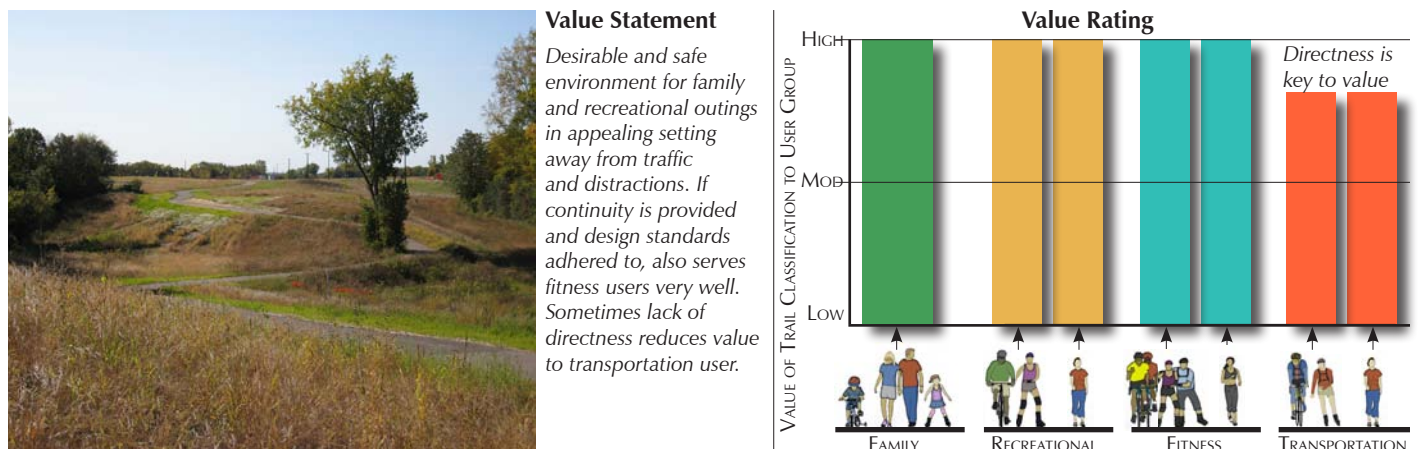 Value Statement
Desirable and safe
environment for family
and recreational outings
in appealing setting
away from traffic
and distractions. If
continuity is provided
and design standards
adhered to, also serves
fitness users very well.
Sometimes lack of
directness reduces value
to transportation user.
Value Rating
VALUE OF TRAIL CLASSIFICATION TO USER GROUP
HIGH
MOD
LOW
Directness is
key to value
FAMILY
RECREATIONAL
FITNESS
TRANSPORTATION